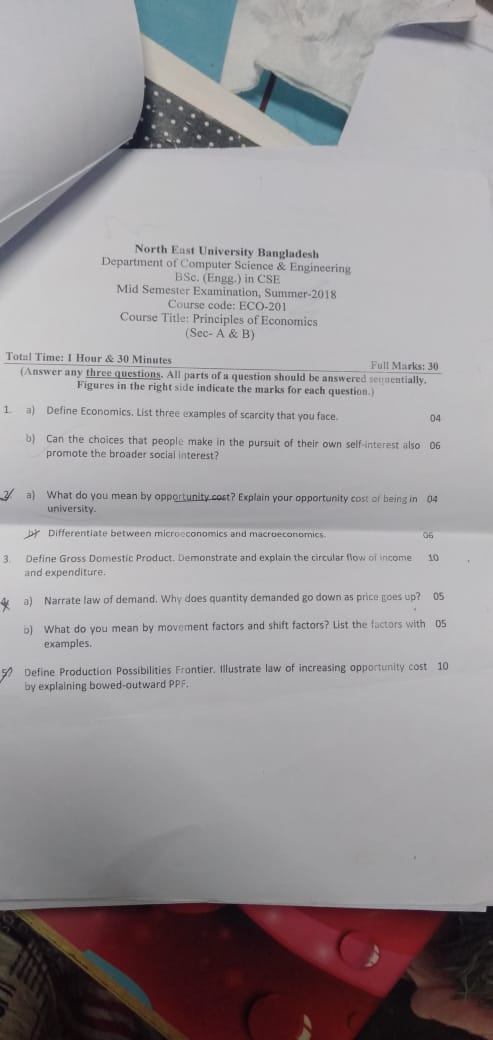 North East University Bangladesh
Department of Computer Science & Engineering
BSc. (Engg.) in CSE
Mid Semester Examination, Summer-2018
Course code: ECO-201
Course Title: Principles of Economics
(Sec- A & B)
Total Time: 1 Hour & 30 Minutes Full Marks: 30
(Answer any three questions. All parts of a question should be answered sequentially.
Figures in the right side indicate the marks for each question.)
1. a) Define Economics. List three examples of scarcity that you face. 04
b) Can the choices that people make in the pursuit of their own self-interest also 06
promote the broader social interest?
2 a) What do you mean by opportunity cost? Explain your opportunity cost of being in 04
university.
b) Differentiate between microeconomics and macroeconomics. 06
3. Define Gross Domestic Product. Demonstrate and explain the circular flow of income 10
and expenditure.
4 a) Narrate law of demand. Why does quantity demanded go down as price goes up? 05
b) What do you mean by movement factors and shift factors? List the factors with 05
examples.
5 Define Production Possibilities Frontier. Illustrate law of increasing opportunity cost 10
by explaining bowed-outward PPF.